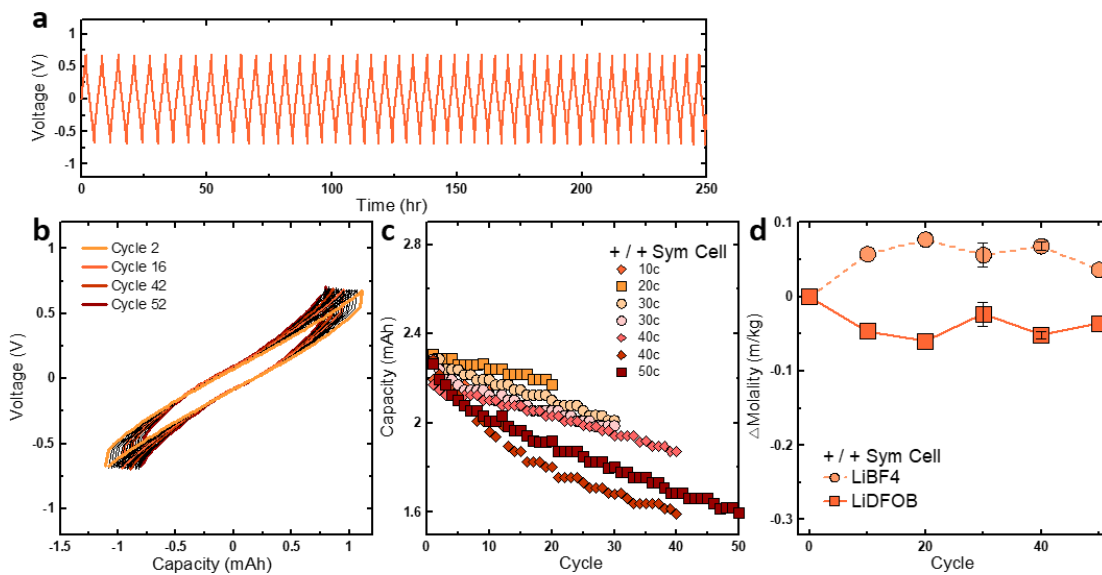 a
Voltage (V)
1
0.5
0
-0.5
-1
0 50 100 150 200 250
Time (hr)
b
Voltage (V)
1
0.5
0
-0.5
-1
Cycle 2
Cycle 16
Cycle 42
Cycle 52
-1.5 -1 -0.5 0 0.5 1
Capacity (mAh)
c
Capacity (mAh)
2.8
2.4
2
1.6
+ / + Sym Cell
10c
20c
30c
30c
40c
40c
50c
0 10 20 30 40 50
Cycle
d
△Molality (m/kg)
0.1
0
-0.1
-0.2
-0.3
+ / + Sym Cell
LiBF4
LiDFOB
0 20 40
Cycle